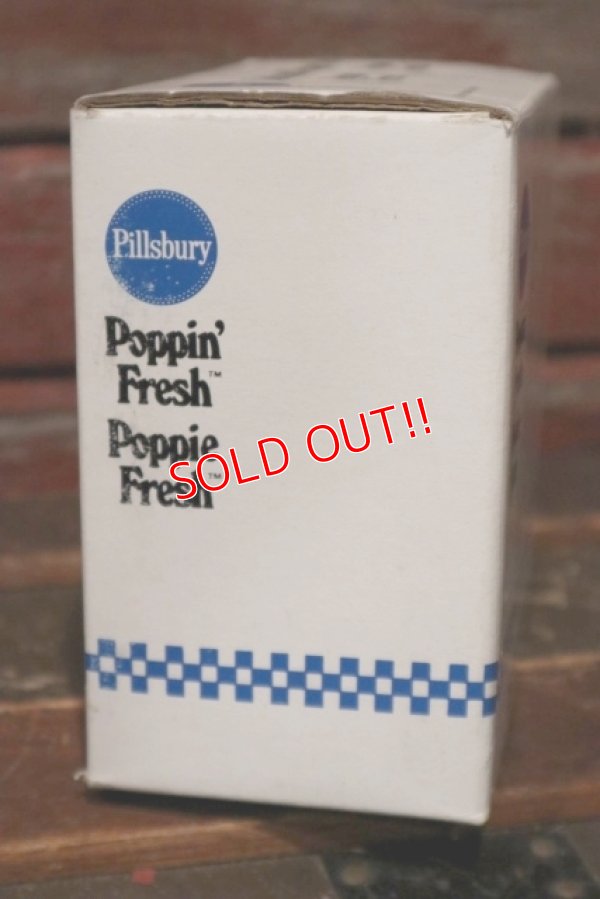 Pillsbury
Poppin'
Fresh™
Poppie
Fresh™
SOLD OUT!!